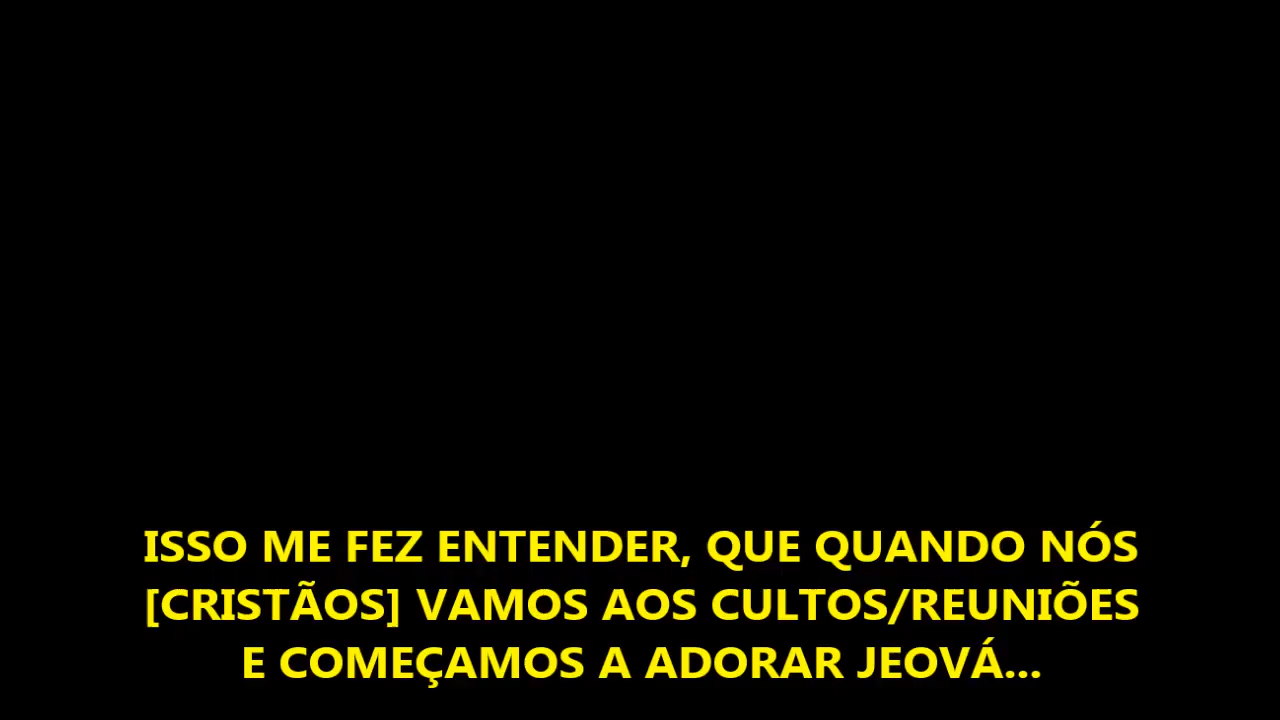 ISSO ME FEZ ENTENDER, QUE QUANDO NÓS
[CRISTÃOS] VAMOS AOS CULTOS/REUNIÕES
E COMEÇAMOS A ADORAR JEOVÁ...